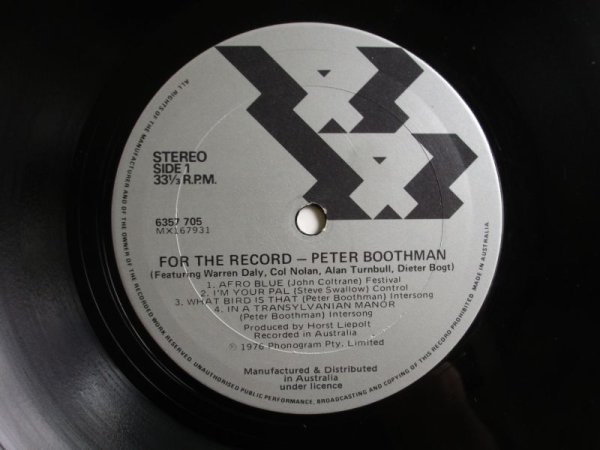 STEREO
SIDE 1
33⅓ R.P.M.
6357 705
MX167931
FOR THE RECORD — PETER BOOTHMAN
(Featuring Warren Daly, Col Nolan, Alan Turnbull, Dieter Bogt)
1. AFRO BLUE (John Coltrane) Festival
2. I'M YOUR PAL (Steve Swallow) Control
3. WHAT BIRD IS THAT (Peter Boothman) Intersong
4. IN A TRANSYLVANIAN MANOR
(Peter Boothman) Intersong
Produced by Horst Liepolt
Recorded in Australia
℗ 1976 Phonogram Pty. Limited
Manufactured & Distributed
in Australia
under licence
ALL RIGHTS OF THE MANUFACTURER AND OF THE OWNER OF THE RECORDED WORK RESERVED. UNAUTHORISED PUBLIC PERFORMANCE, BROADCASTING AND COPYING OF THIS RECORD PROHIBITED. MADE IN AUSTRALIA